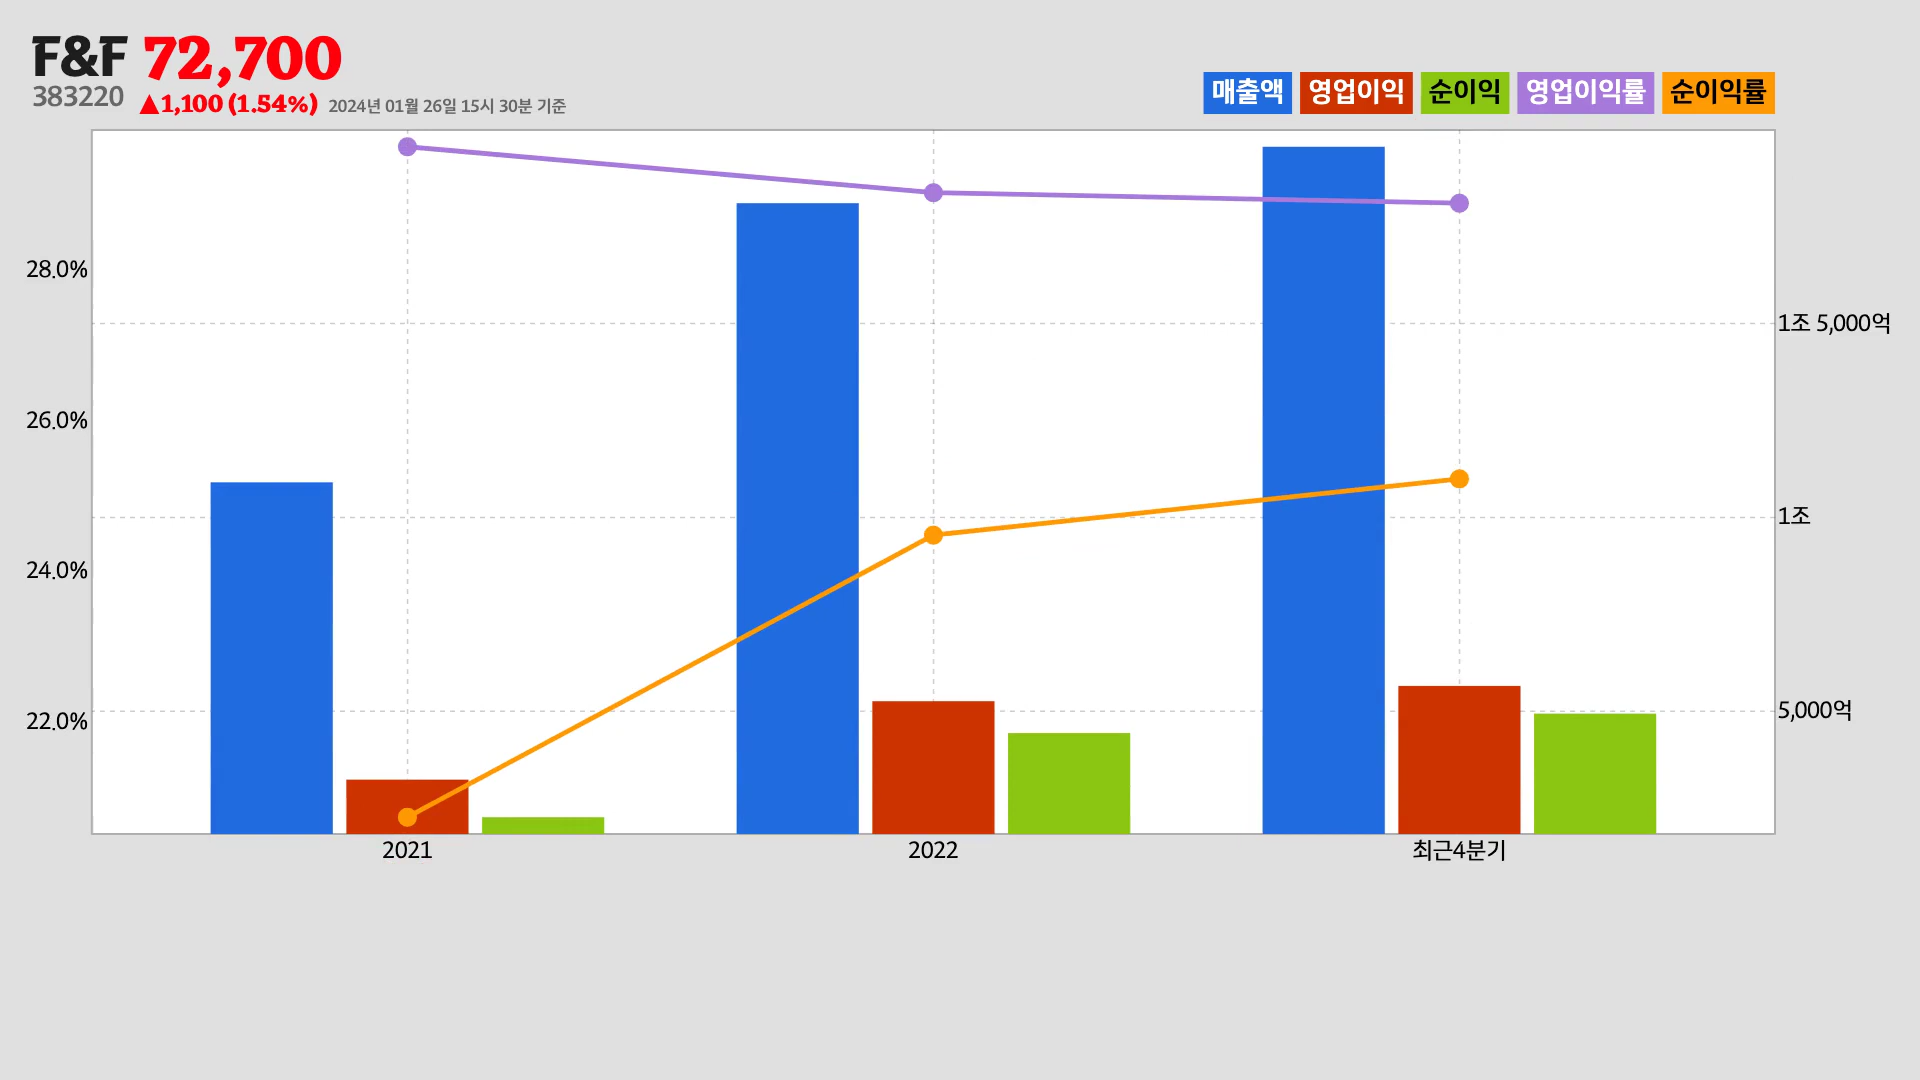 F&F 72,700
383220 ▲1,100 (1.54%) 2024년 01월 26일 15시 30분 기준
매출액 영업이익 순이익 영업이익률 순이익률
28.0%
1조 5,000억
26.0%
1조
24.0%
5,000억
22.0%
2021 2022 최근4분기